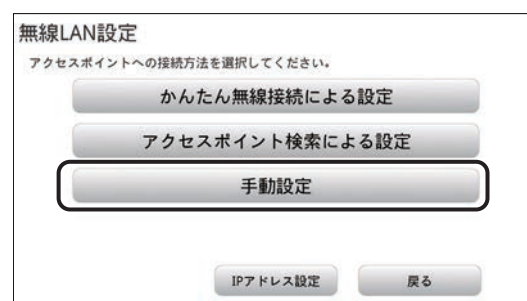 無線LAN設定
アクセスポイントへの接続方法を選択してください。
かんたん無線接続による設定
アクセスポイント検索による設定
手動設定
IPアドレス設定
戻る